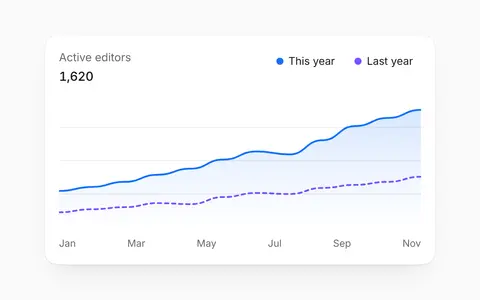 Active editors
1,620
This year
Last year
Jan Mar May Jul Sep Nov